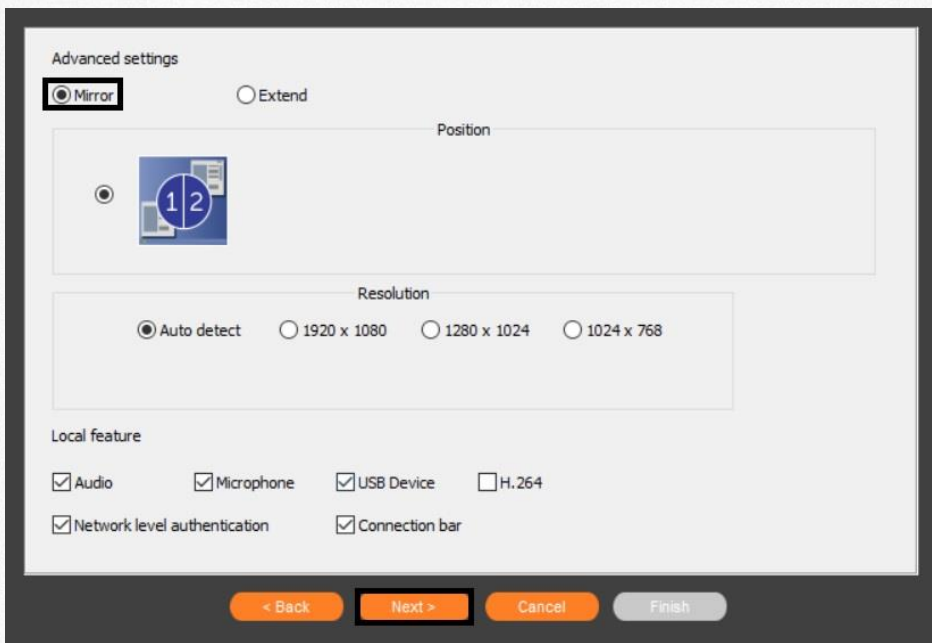 Advanced settings
Mirror Extend
Position
1 2
Resolution
Auto detect 1920 x 1080 1280 x 1024 1024 x 768
Local feature
Audio Microphone USB Device H.264
Network level authentication Connection bar
< Back Next > Cancel Finish